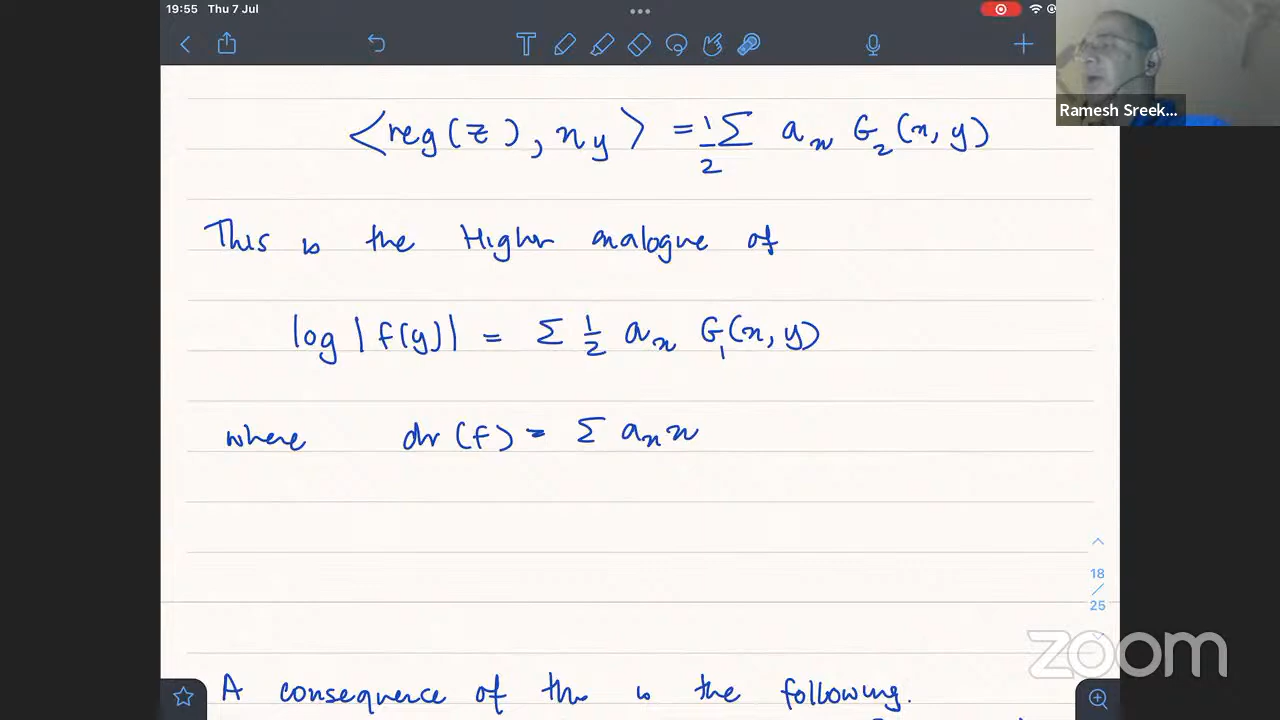 19:55 Thu 7 Jul
Ramesh Sreek...
<reg(z), η_y> = 1/2 Σ a_x G_2(x, y)
This is the Higher analogue of
log |f(y)| = Σ 1/2 a_x G_1(x, y)
where div (f) = Σ a_x x
18
/
25
zoom
A consequence of this is the following.